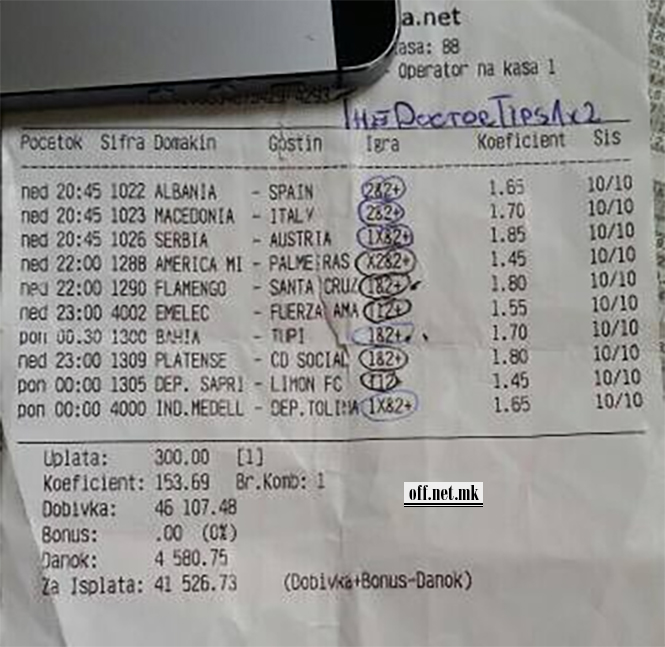 a.net
asa: 88
- Operator na kasa 1
THE DOCTOR TIPS 1x2
Pocetok Sifra Domakin Gostin Igra Koeficient Sis
ned 20:45 1022 ALBANIA - SPAIN 2&2+ 1.65 10/10
ned 20:45 1023 MACEDONIA - ITALY 2&2+ 1.70 10/10
ned 20:45 1026 SERBIA - AUSTRIA 1X&2+ 1.85 10/10
ned 22:00 1288 AMERICA MI - PALMEIRAS X2&2+ 1.45 10/10
ned 22:00 1290 FLAMENGO - SANTA CRUZ 1&2+ 1.80 10/10
ned 23:00 4002 EMELEC - FUERZA AMA 12+ 1.55 10/10
pon 00.30 1300 BAHIA - TUPI 1&2+ 1.70 10/10
ned 23:00 1309 PLATENSE - CD SOCIAL 1&2+ 1.80 10/10
pon 00:00 1305 DEP. SAPRI - LIMON FC 1.45 10/10
pon 00:00 4000 IND.MEDELL - DEP.TOLIMA 1X&2+ 1.65 10/10
Uplata: 300.00 [1]
Koeficient: 153.69 Br.Komb: 1
off.net.mk
Dobivka: 46 107.48
Bonus: .00 (0%)
Danok: 4 580.75
Za Isplata: 41 526.73 (Dobivka+Bonus-Danok)